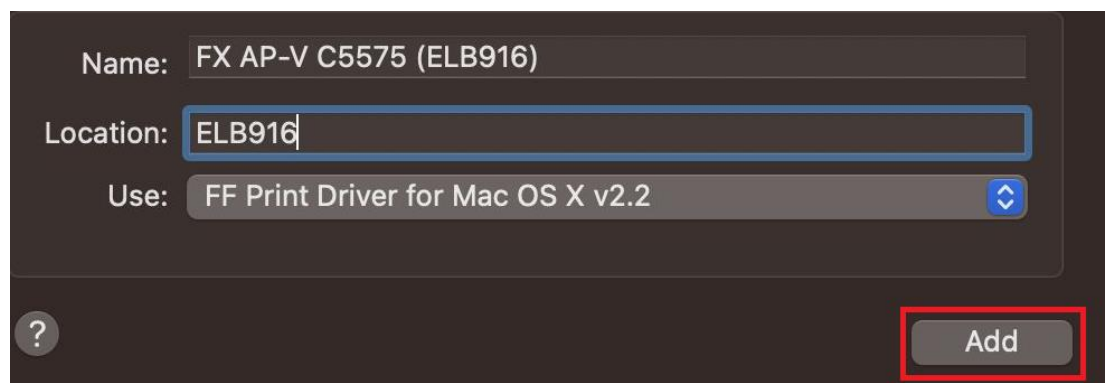 Name: FX AP-V C5575 (ELB916)
Location: ELB916
Use: FF Print Driver for Mac OS X v2.2
? Add